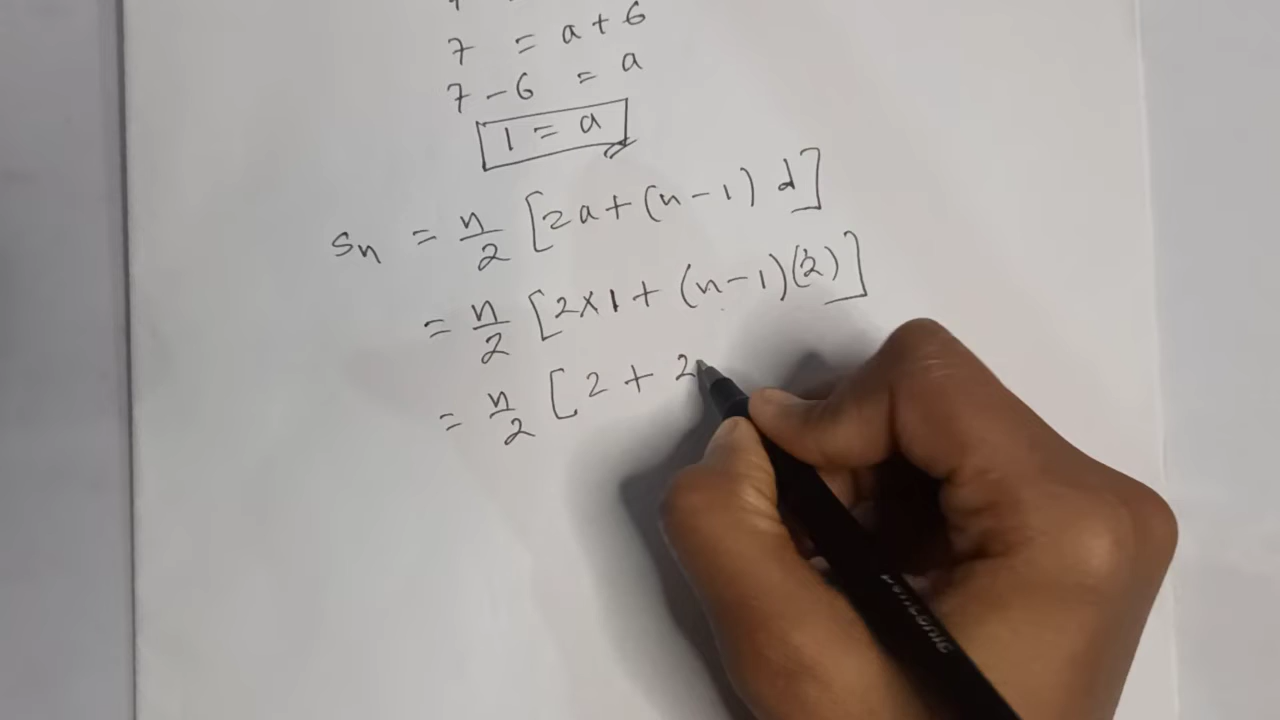 7 = a + 6
7 - 6 = a
1 = a
Sn = n/2 [2a + (n - 1) d]
= n/2 [2 × 1 + (n - 1)(2)]
= n/2 [2 + 2